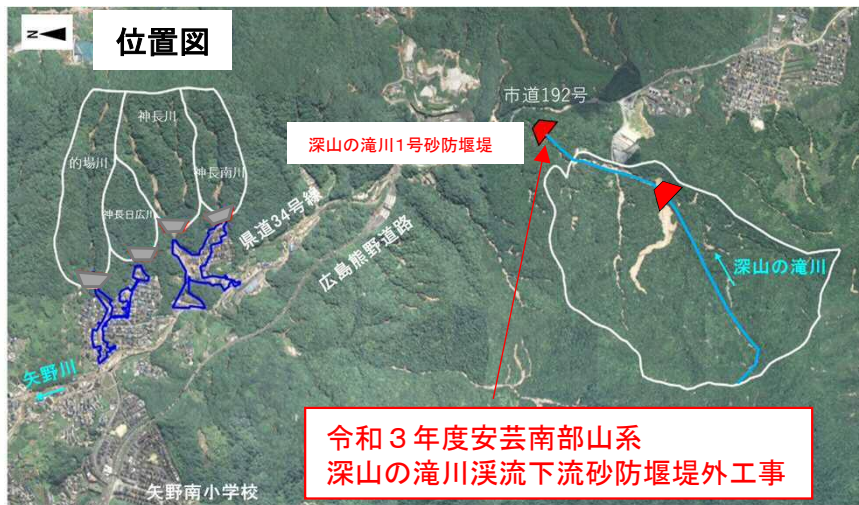 N
位置図
神長川
的場川
神長南川
神長日広川
市道192号
深山の滝川1号砂防堰堤
県道34号線
広島熊野道路
深山の滝川
矢野川
令和3年度安芸南部山系
深山の滝川渓流下流砂防堰堤外工事
矢野南小学校